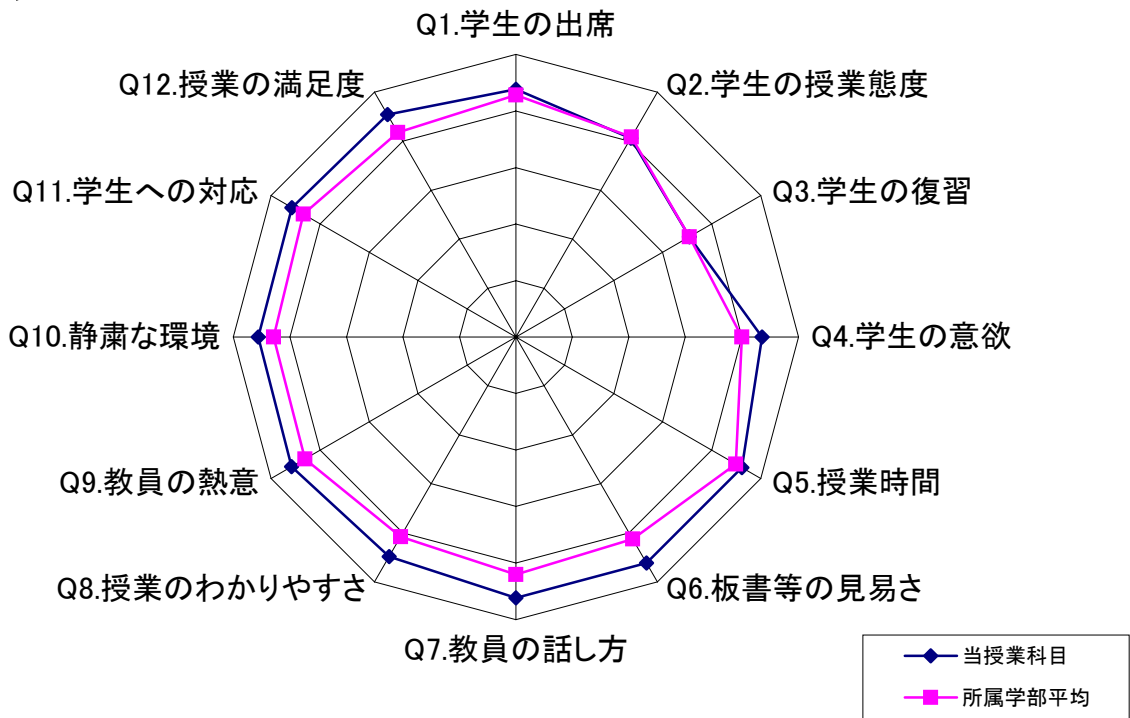 Q1.学生の出席
Q2.学生の授業態度
Q3.学生の復習
Q4.学生の意欲
Q5.授業時間
Q6.板書等の見易さ
Q7.教員の話し方
Q8.授業のわかりやすさ
Q9.教員の熱意
Q10.静粛な環境
Q11.学生への対応
Q12.授業の満足度
当授業科目
所属学部平均